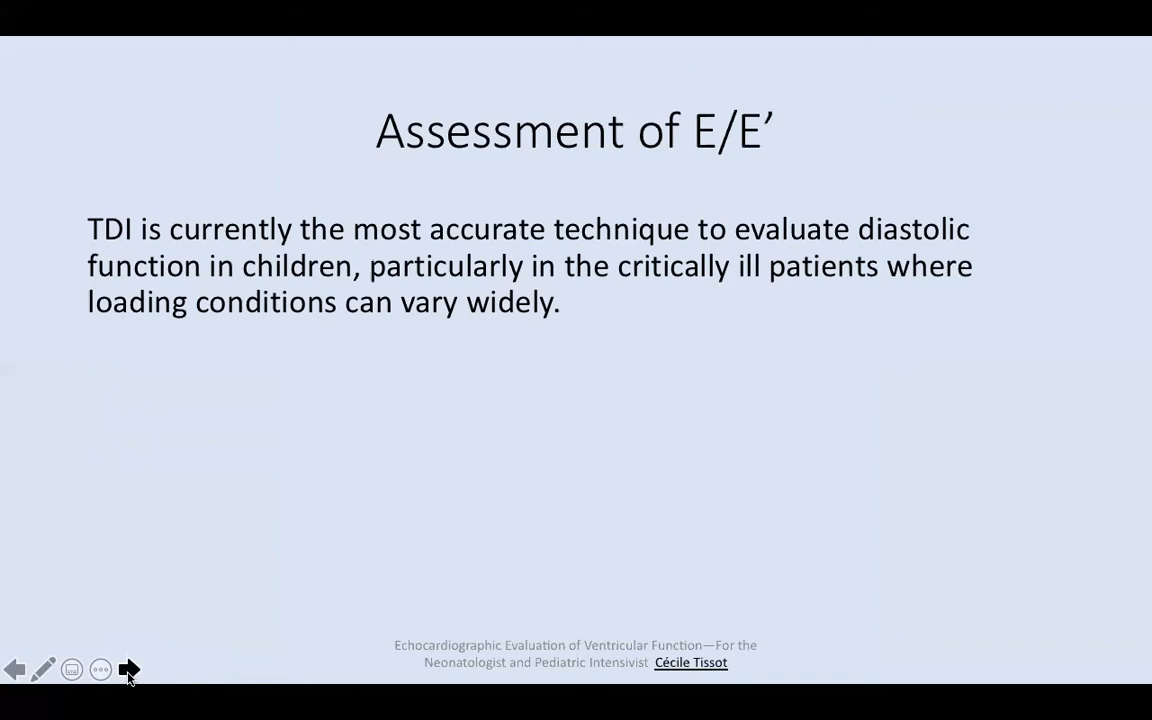 Assessment of E/E’
TDI is currently the most accurate technique to evaluate diastolic
function in children, particularly in the critically ill patients where
loading conditions can vary widely.
Echocardiographic Evaluation of Ventricular Function—For the
Neonatologist and Pediatric Intensivist Cécile Tissot